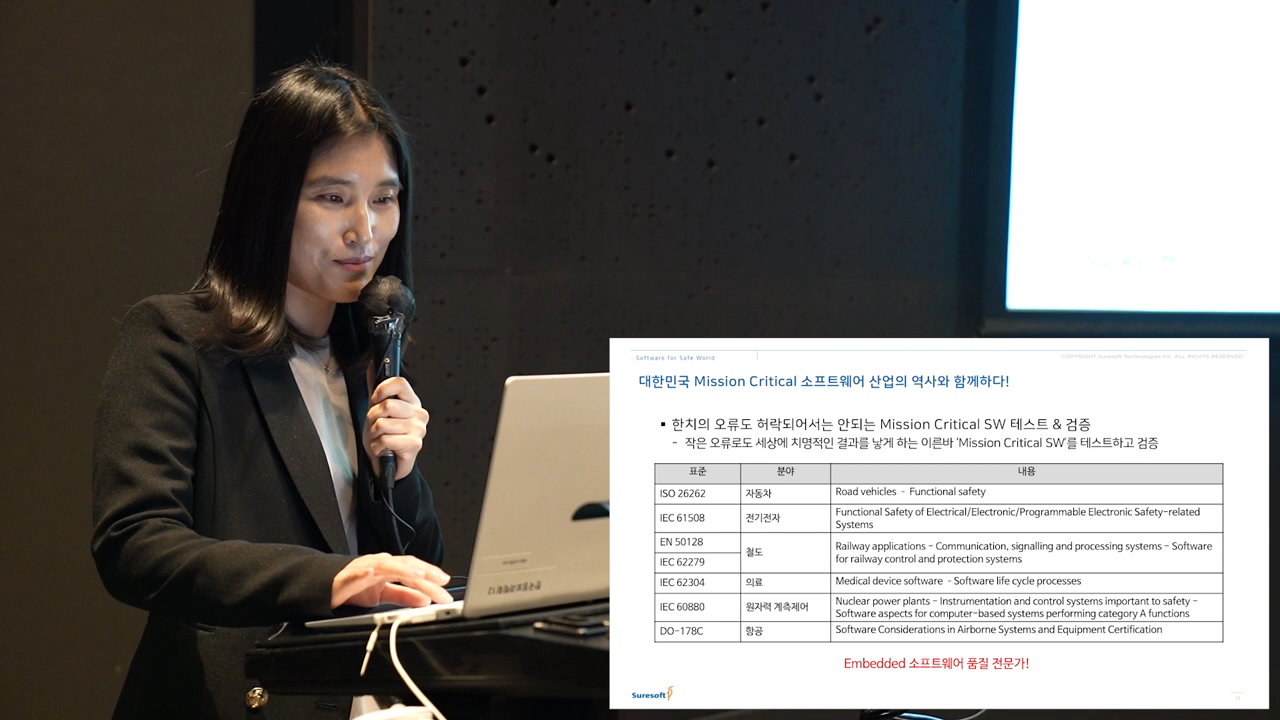 Software for Safe World
COPYRIGHT Suresoft Technologies Inc. ALL RIGHTS RESERVED
대한민국 Mission Critical 소프트웨어 산업의 역사와 함께하다!
▪ 한치의 오류도 허락되어서는 안되는 Mission Critical SW 테스트 & 검증
- 작은 오류로도 세상에 치명적인 결과를 낳게 하는 이른바 ‘Mission Critical SW’를 테스트하고 검증
표준 분야 내용
ISO 26262 자동차 Road vehicles - Functional safety
IEC 61508 전기전자 Functional Safety of Electrical/Electronic/Programmable Electronic Safety-related
Systems
EN 50128
IEC 62279
철도
Railway applications - Communication, signalling and processing systems - Software
for railway control and protection systems
IEC 62304 의료 Medical device software - Software life cycle processes
IEC 60880 원자력 계측제어 Nuclear power plants - Instrumentation and control systems important to safety -
Software aspects for computer-based systems performing category A functions
DO-178C 항공 Software Considerations in Airborne Systems and Equipment Certification
Embedded 소프트웨어 품질 전문가!
Suresoft